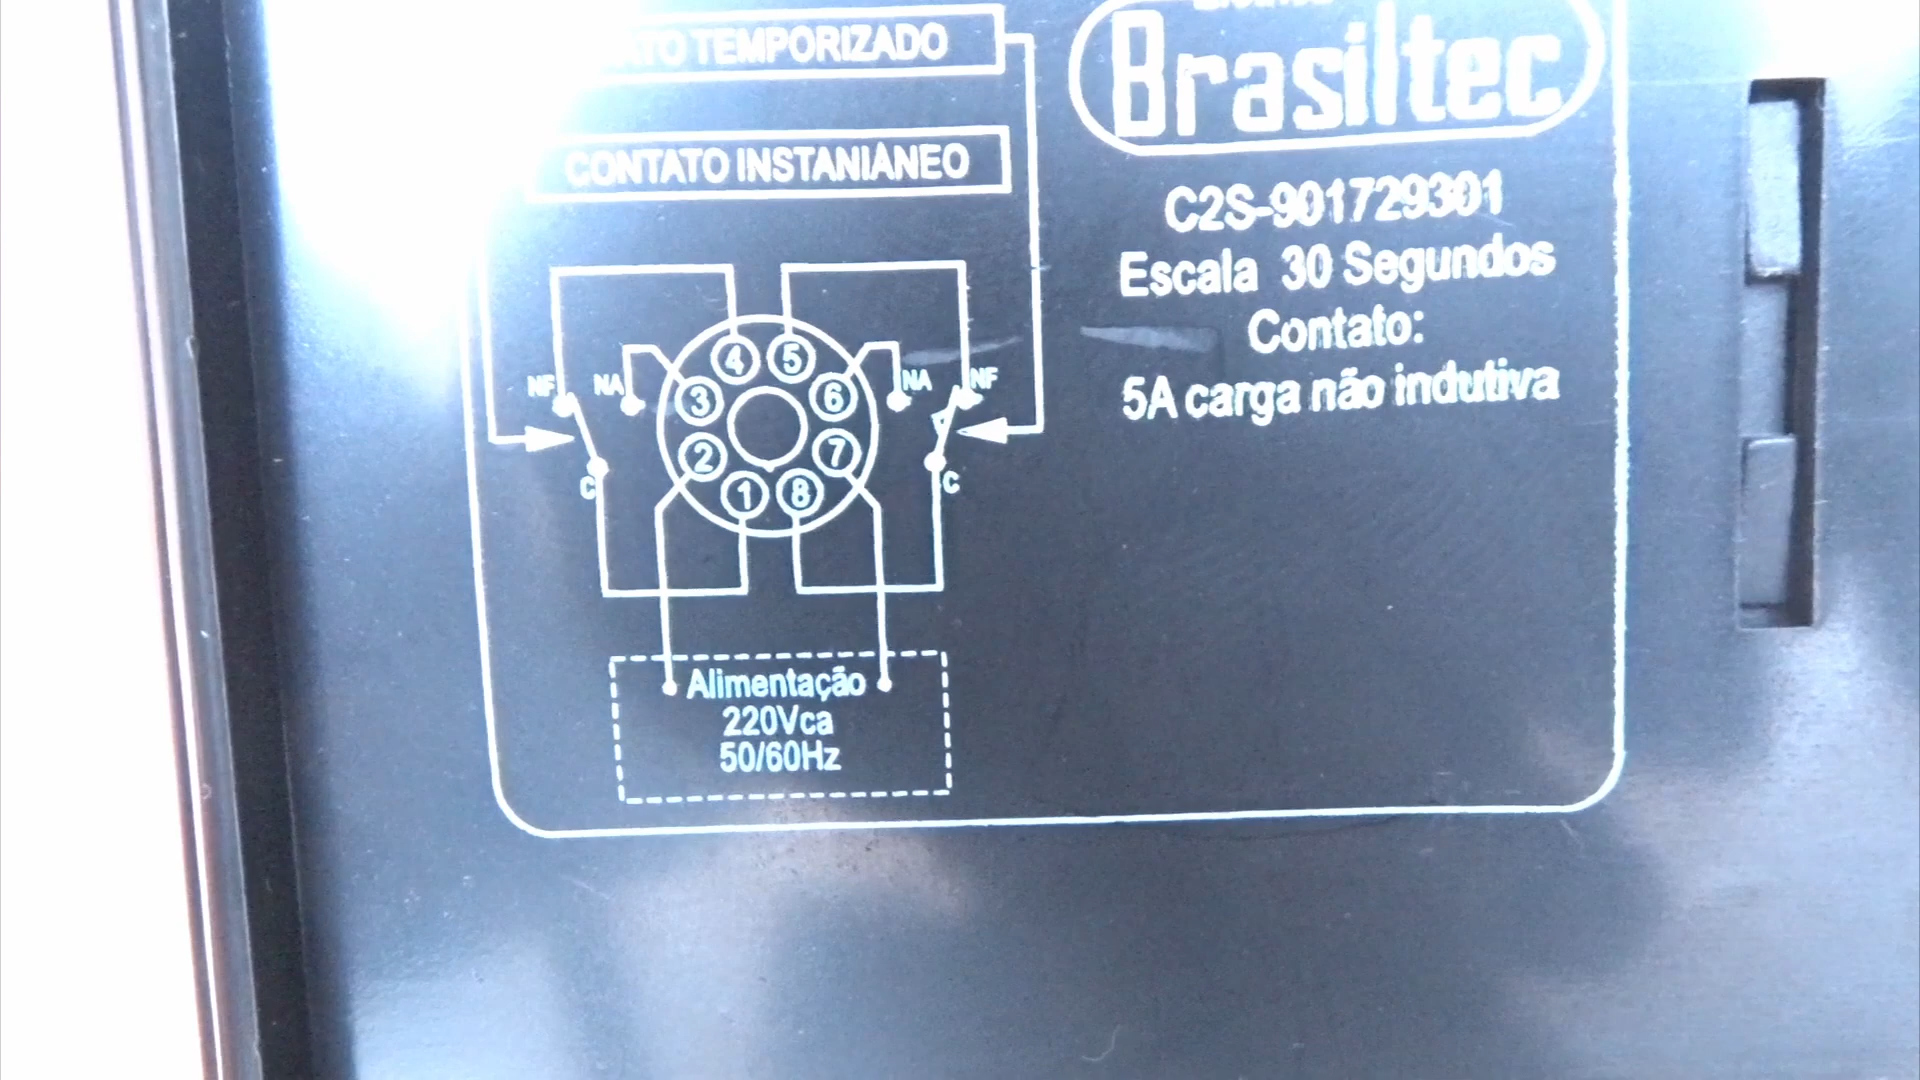 TEMPORIZADO
CONTATO INSTANTÂNEO
Brasiltec
C2S-901729301
Escala 30 Segundos
Contato:
5A carga não indutiva
NF NA 4 5 NA NF
3 6
2 7
C 1 8 C
Alimentação
220Vca
50/60Hz